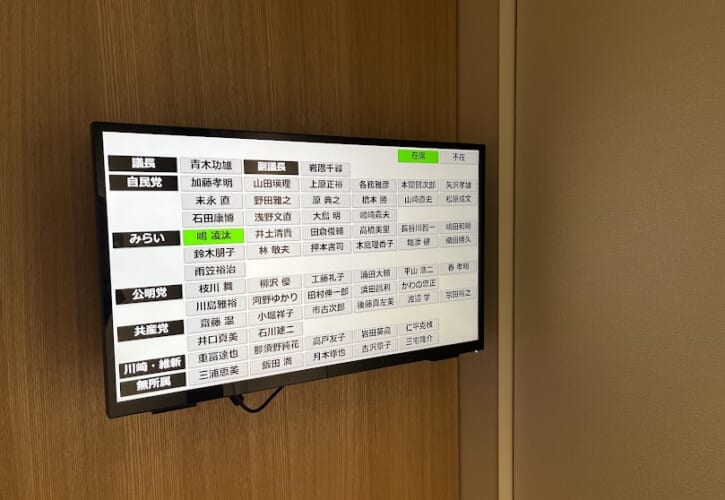 在席 不在
議長 青木功雄 副議長 岩隈千尋
自民党 加藤孝明 山田瑛理 上原正裕 各務雅彦 本間賢次郎 矢沢孝雄
末永 直 野田雅之 原 典之 橋本 勝 山崎直史 松原成文
石田康博 浅野文直 大島 明 嶋崎嘉夫
みらい 嶋 凌汰 井土清貴 田倉俊輔 高橋美里 長谷川智一 嶋田和明
鈴木朋子 林 敏夫 押本吉司 木庭理香子 堀添 健 織田勝久
雨笠裕治
公明党 枝川 舞 柳沢 優 工藤礼子 浦田大輔 平山 浩二 春 孝明
川島雅裕 河野ゆかり 田村伸一郎 浜田昌利 かわの忠正
共産党 齋藤 温 小堀祥子 市古次郎 後藤真左美 渡辺 学 宗田裕之
井口真美 石川建二
川崎・維新 重冨達也 那須野純花 高戸友子 岩田英高 仁平克枝
無所属 三浦恵美 飯田 満 月本琢也 吉沢章子 三宅隆介